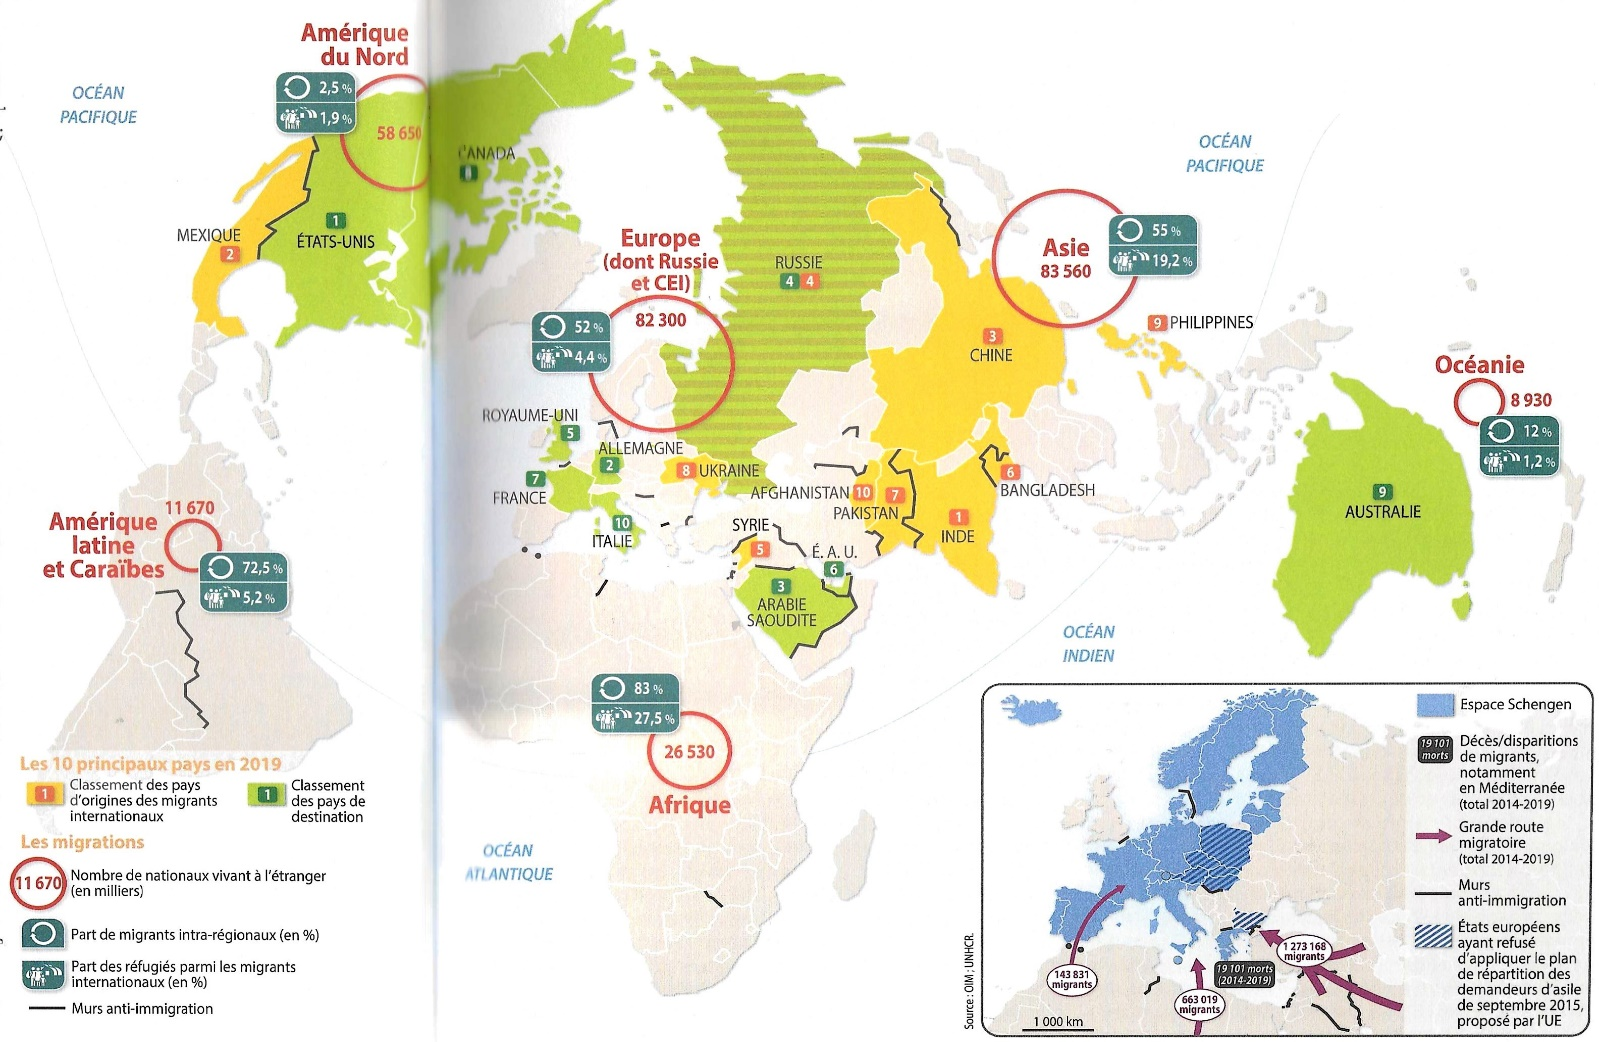 Amérique
du Nord
2,5 %
1,9 %
58 650
OCÉAN
PACIFIQUE
CANADA
8
MEXIQUE
2
1
ÉTATS-UNIS
OCÉAN
PACIFIQUE
Europe
(dont Russie
et CEI)
82 300
52 %
4,4 %
RUSSIE
4 4
Asie
83 560
55 %
19,2 %
9 PHILIPPINES
3
CHINE
Océanie
8 930
12 %
1,2 %
ROYAUME-UNI
5
ALLEMAGNE
2
7
FRANCE
8 UKRAINE
10
ITALIE
AFGHANISTAN 10
7
PAKISTAN
6
BANGLADESH
1
INDE
SYRIE
5
É. A. U.
6
3
ARABIE
SAOUDITE
9
AUSTRALIE
11 670
Amérique
latine
et Caraïbes
72,5 %
5,2 %
83 %
27,5 %
26 530
Afrique
OCÉAN
INDIEN
OCÉAN
ATLANTIQUE
Les 10 principaux pays en 2019
1
Classement des pays
d'origines des migrants
internationaux
1
Classement
des pays de
destination
Les migrations
11 670
Nombre de nationaux vivant à l'étranger
(en milliers)
Part de migrants intra-régionaux (en %)
Part des réfugiés parmi les migrants
internationaux (en %)
Murs anti-immigration
143 831
migrants
663 019
migrants
19 101 morts
(2014-2019)
1 273 168
migrants
1 000 km
Source : OIM ; UNHCR.
Espace Schengen
19 101
morts
Décès/disparitions
de migrants,
notamment
en Méditerranée
(total 2014-2019)
Grande route
migratoire
(total 2014-2019)
Murs
anti-immigration
États européens
ayant refusé
d'appliquer le plan
de répartition des
demandeurs d'asile
de septembre 2015,
proposé par l'UE